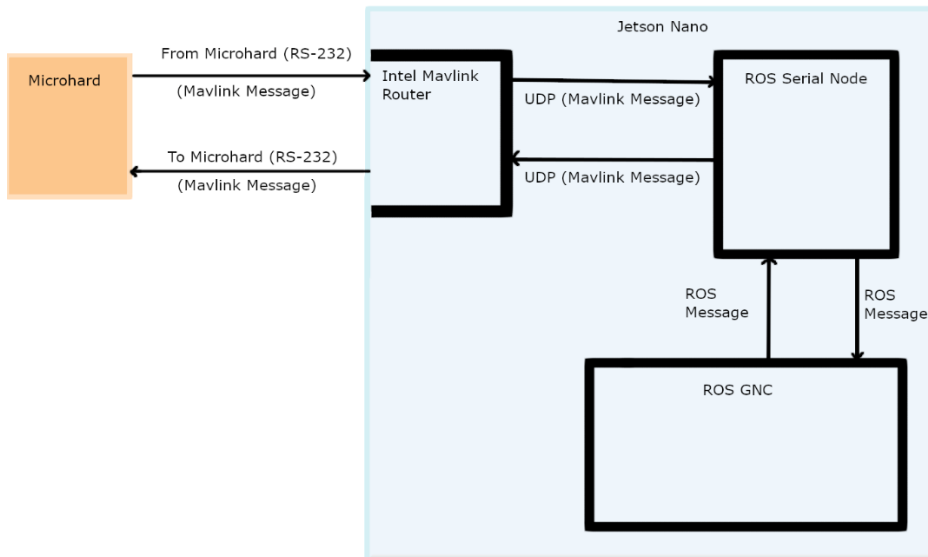 Jetson Nano
From Microhard (RS-232)
(Mavlink Message)
Microhard
Intel Mavlink
Router
UDP (Mavlink Message)
ROS Serial Node
To Microhard (RS-232)
(Mavlink Message)
UDP (Mavlink Message)
ROS
Message
ROS
Message
ROS GNC